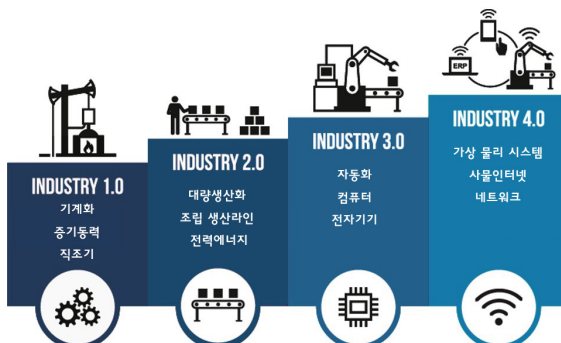 INDUSTRY 1.0
기계화
증기동력
직조기
INDUSTRY 2.0
대량생산화
조립 생산라인
전력에너지
INDUSTRY 3.0
자동화
컴퓨터
전자기기
ERP
INDUSTRY 4.0
가상 물리 시스템
사물인터넷
네트워크